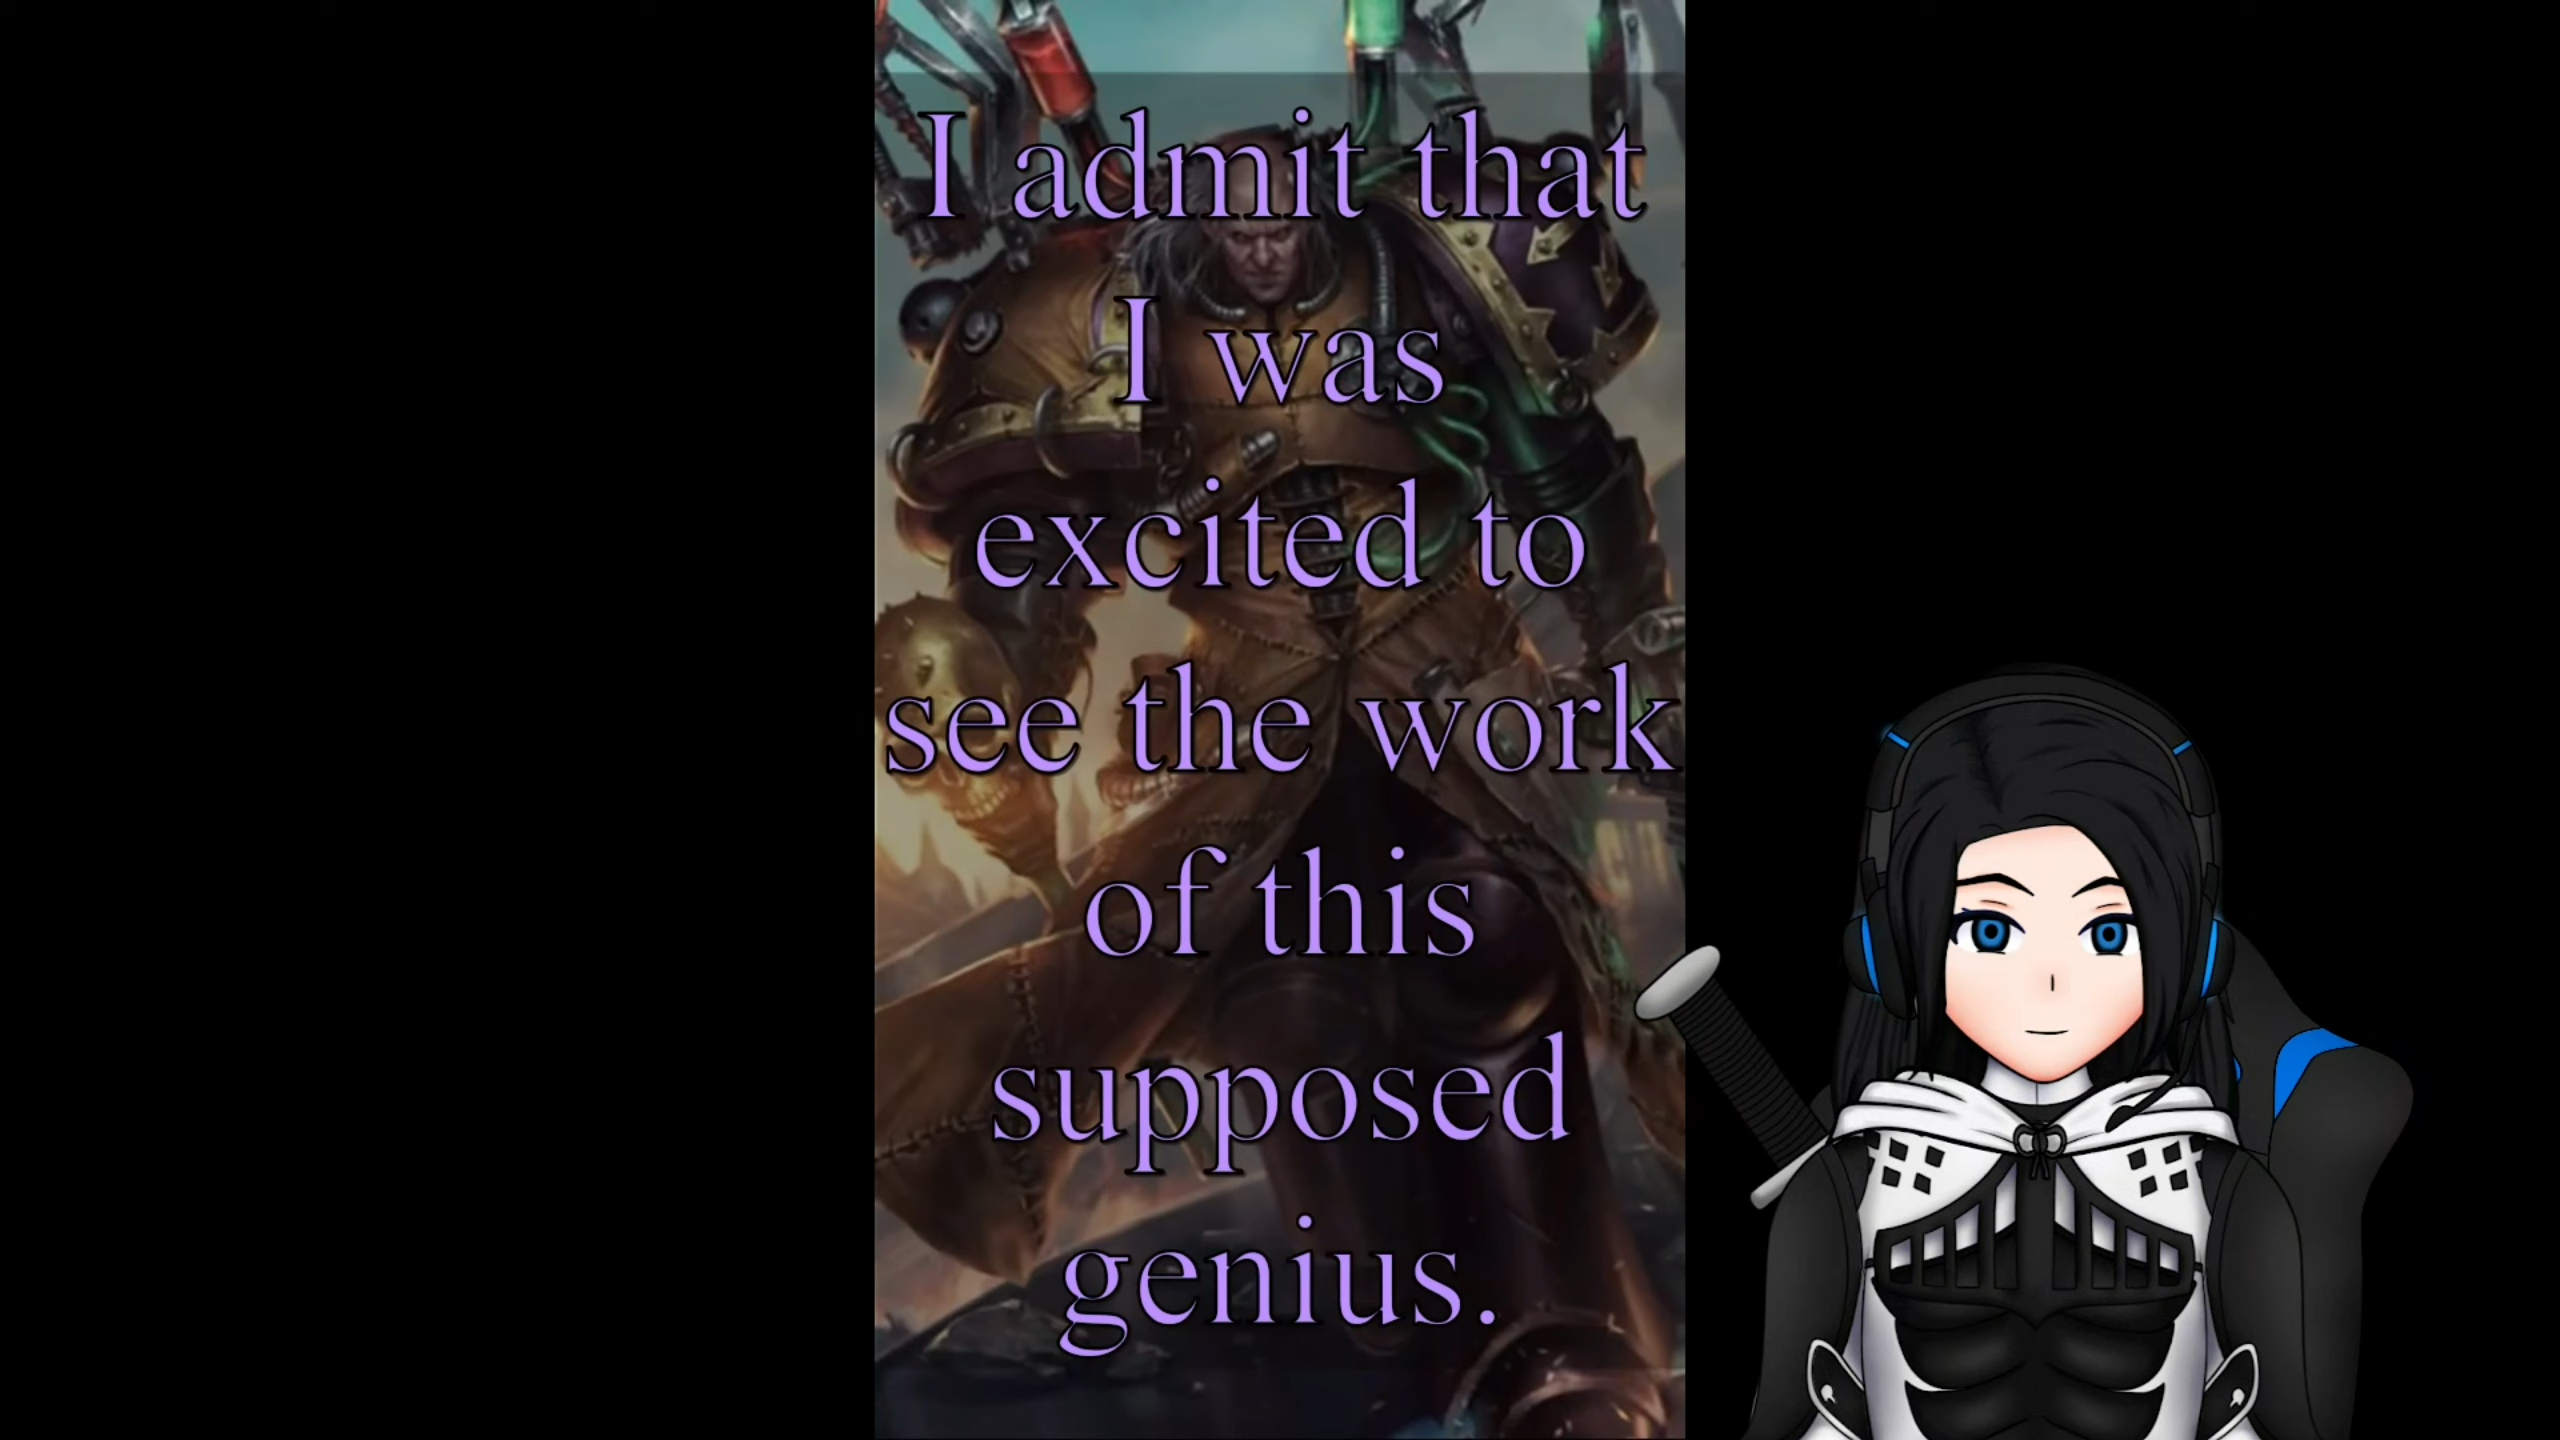 I admit that
I was
excited to
see the work
of this
supposed
genius.